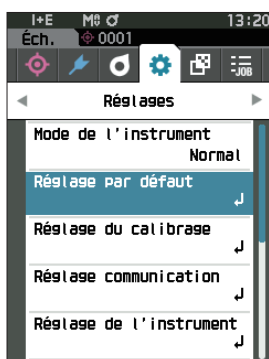 I+E M0 13:20
Éch. 0001
JOB
Réglages
Mode de l'instrument
Normal
Réglage par défaut
Réglage du calibrage
Réglage communication
Réglage de l'instrument